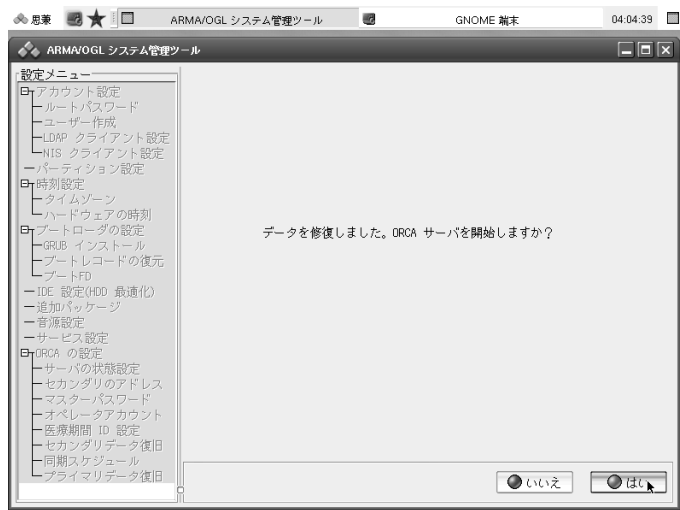 思兼
ARMA/OGL システム管理ツール
GNOME 端末
04:04:39
ARMA/OGL システム管理ツール
設定メニュー
アカウント設定
ルートパスワード
ユーザー作成
LDAP クライアント設定
NIS クライアント設定
パーティション設定
時刻設定
タイムゾーン
ハードウェアの時刻
ブートローダの設定
GRUB インストール
ブートレコードの復元
ブートFD
IDE 設定(HDD 最適化)
追加パッケージ
音源設定
サービス設定
ORCA の設定
サーバの状態設定
セカンダリのアドレス
マスターパスワード
オペレータアカウント
医療期間 ID 設定
セカンダリデータ復旧
同期スケジュール
プライマリデータ復旧
データを修復しました。ORCA サーバを開始しますか?
いいえ
はい